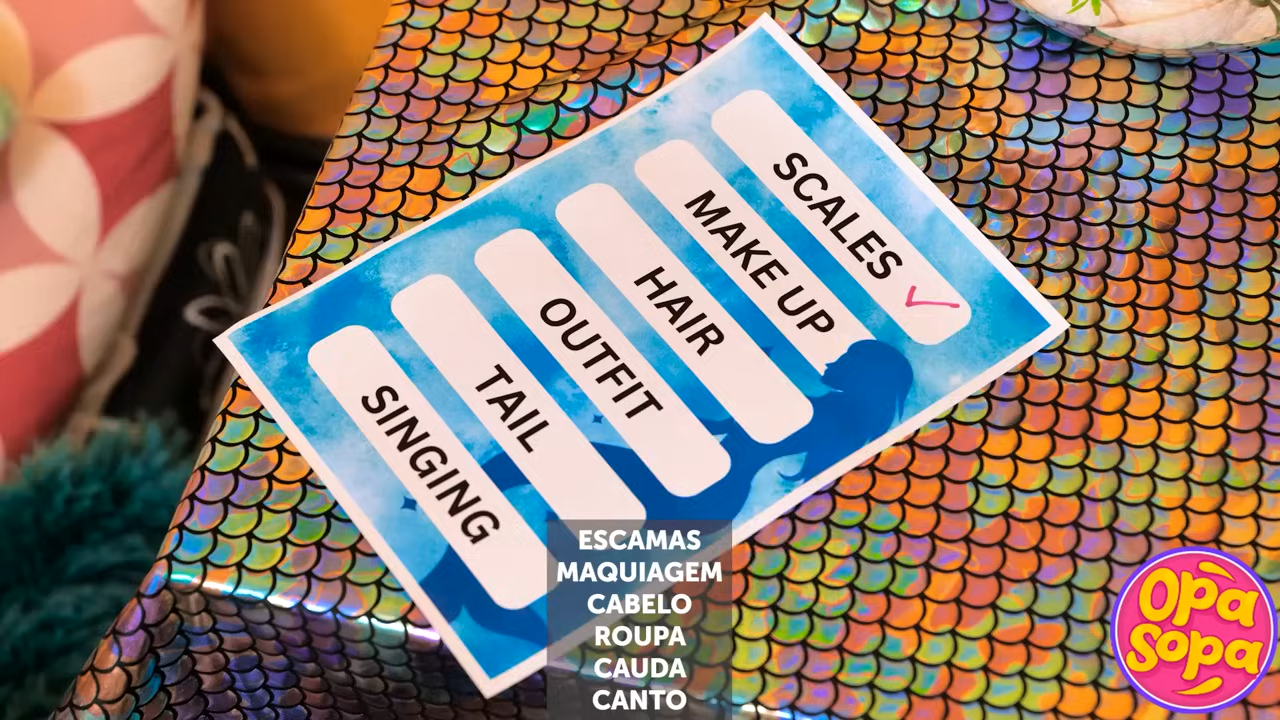 SCALES ✓
MAKE UP
HAIR
OUTFIT
TAIL
SINGING
ESCAMAS
MAQUIAGEM
CABELO
ROUPA
CAUDA
CANTO
Opa
sopa